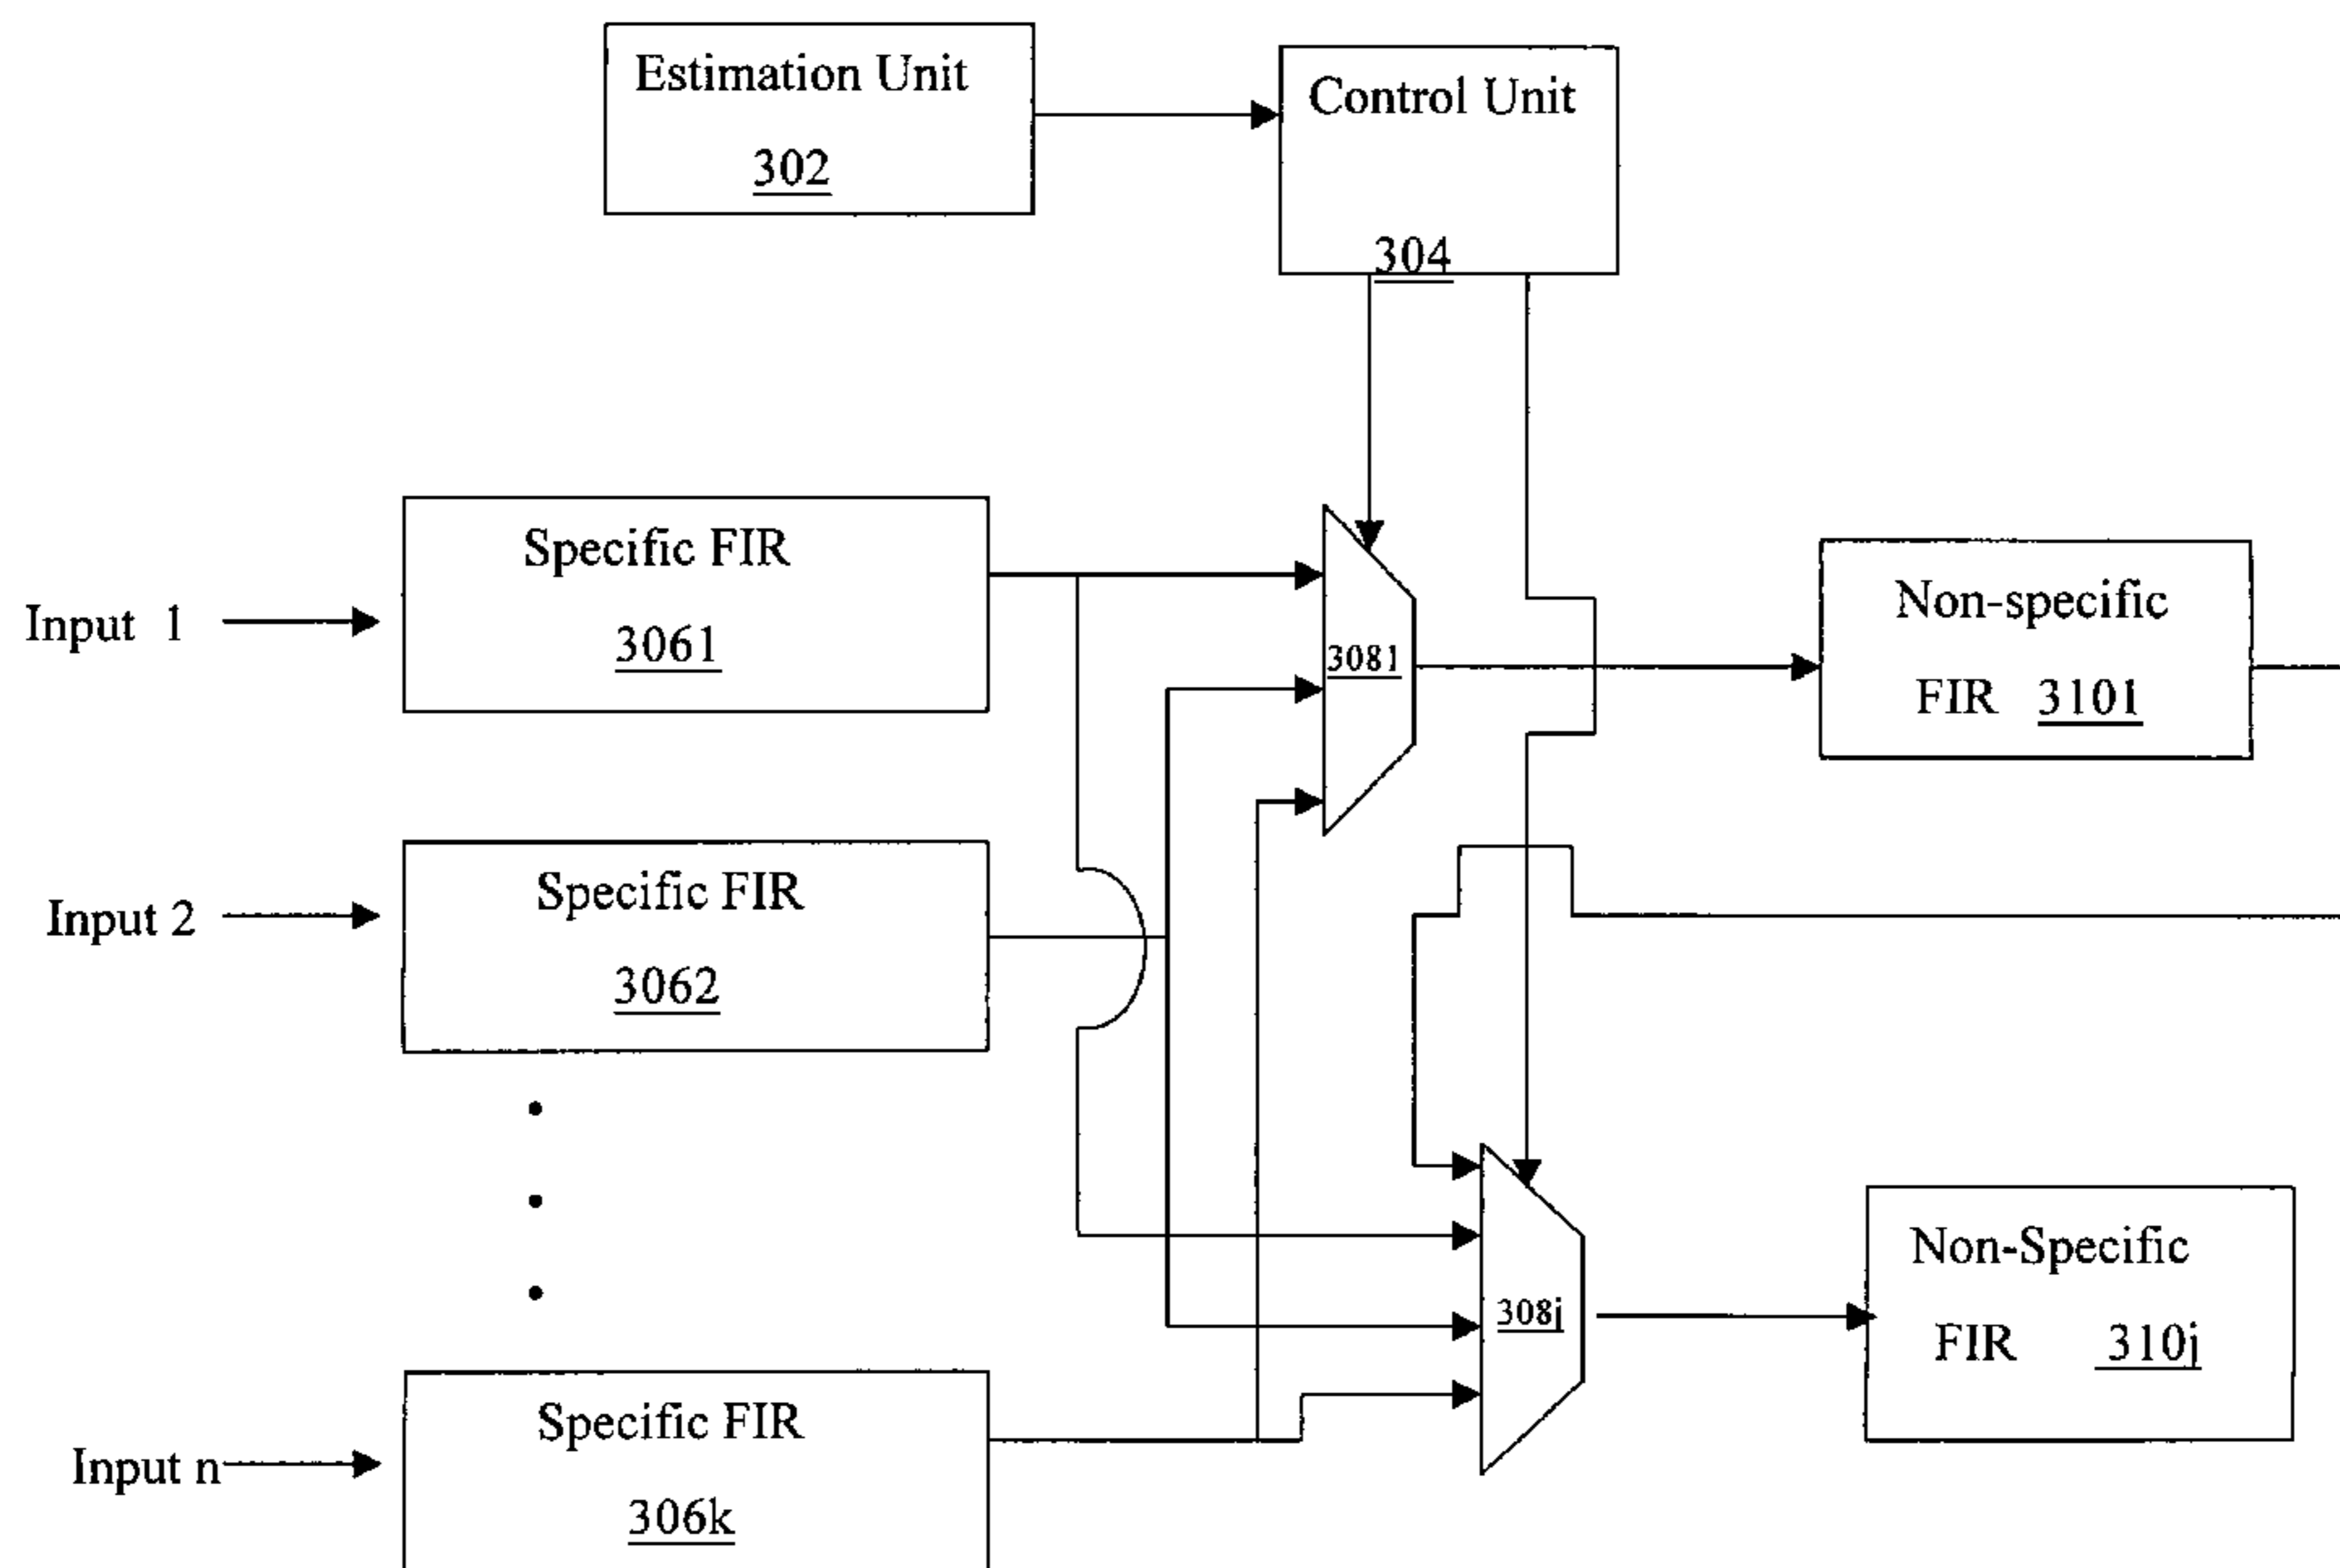 Estimation Unit
302
Control Unit
304
Specific FIR
3061
Input 1
3081
Non-specific
FIR 3101
Specific FIR
3062
Input 2
308j
Non-Specific
FIR 310j
Specific FIR
306k
Input n